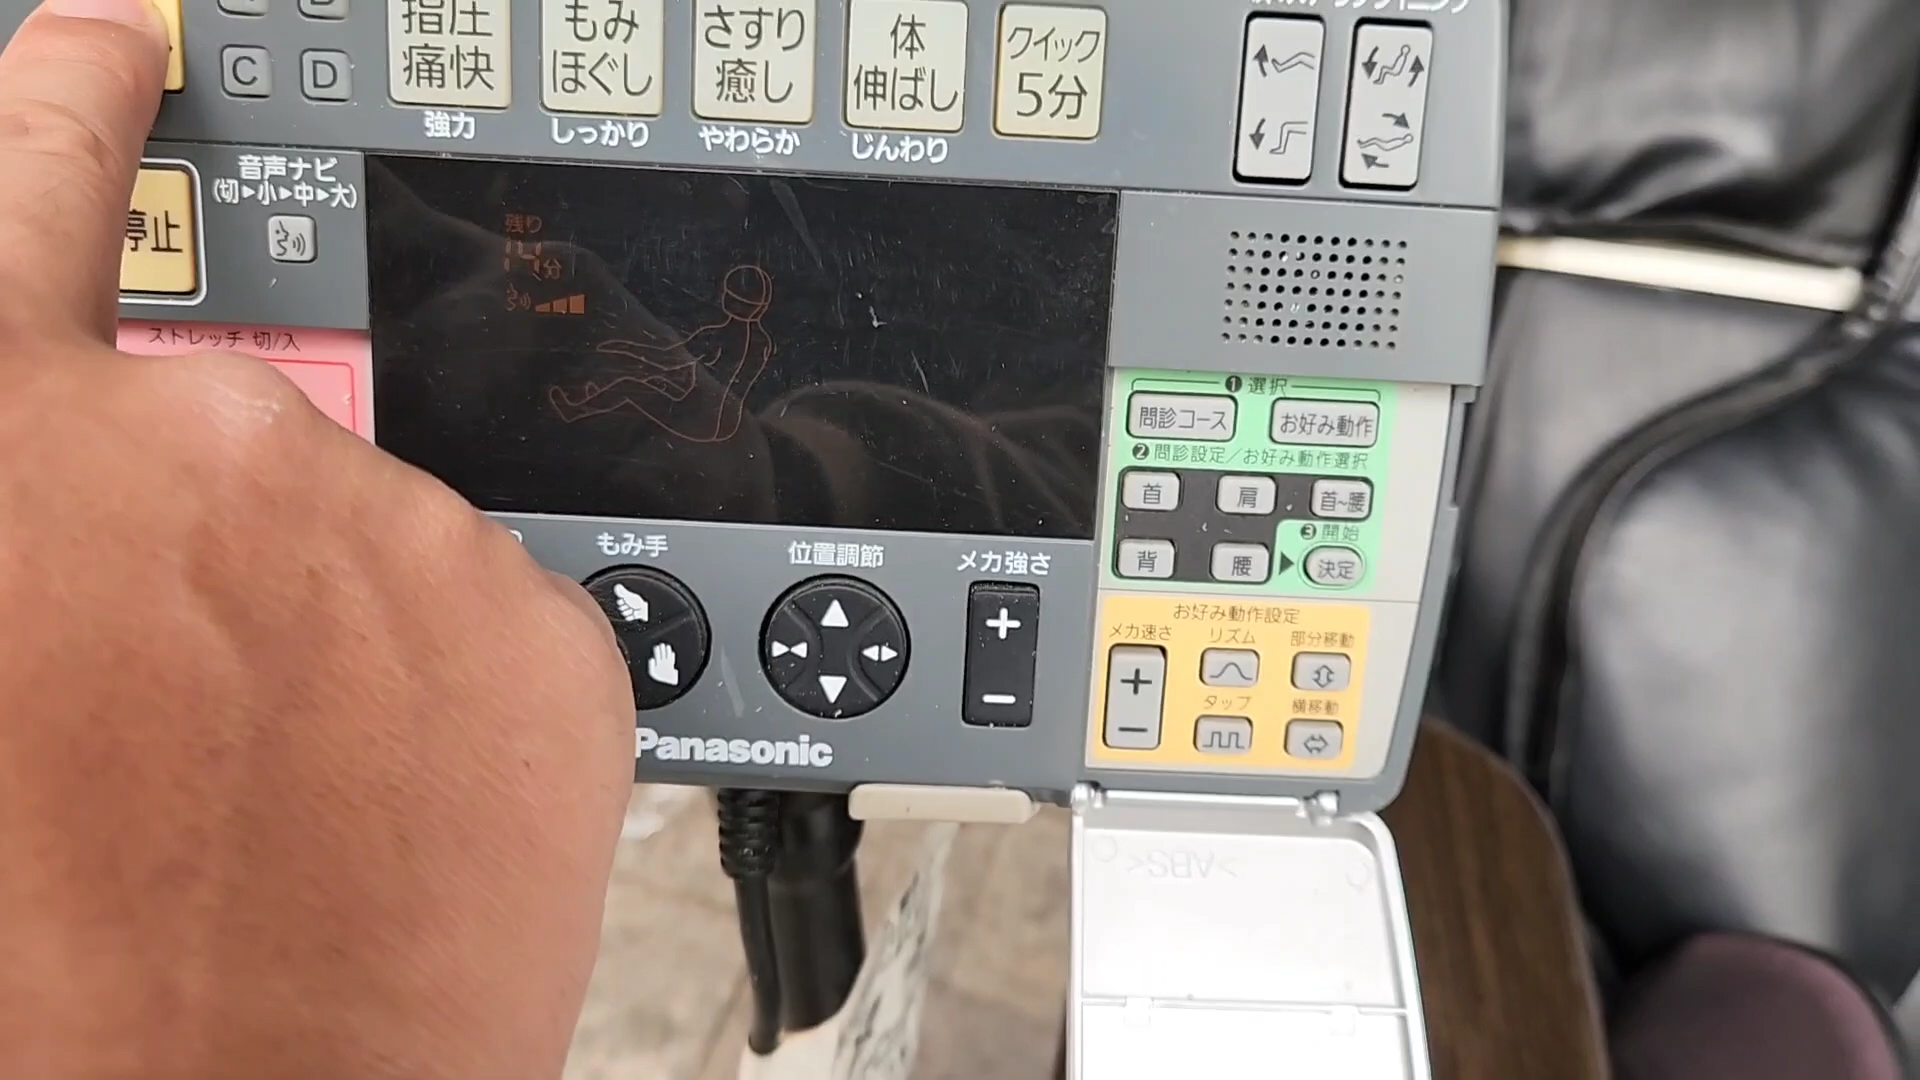 C
D
指圧
痛快
強力
もみ
ほぐし
しっかり
さすり
癒し
やわらか
体
伸ばし
じんわり
クイック
5分
停止
音声ナビ
(切▶小▶中▶大)
ストレッチ 切/入
残り
14分
❶選択
問診コース
お好み動作
❷問診設定/お好み動作選択
首
肩
首~腰
背
腰
❸開始
決定
もみ手
位置調節
メカ強さ
+
−
お好み動作設定
メカ速さ
リズム
部分移動
+
−
タップ
横移動
Panasonic
>ABS<